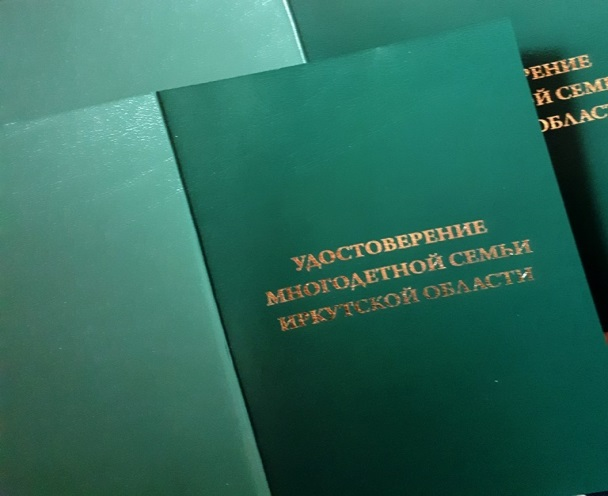 УДОСТОВЕРЕНИЕ
МНОГОДЕТНОЙ СЕМЬИ
ИРКУТСКОЙ ОБЛАСТИ